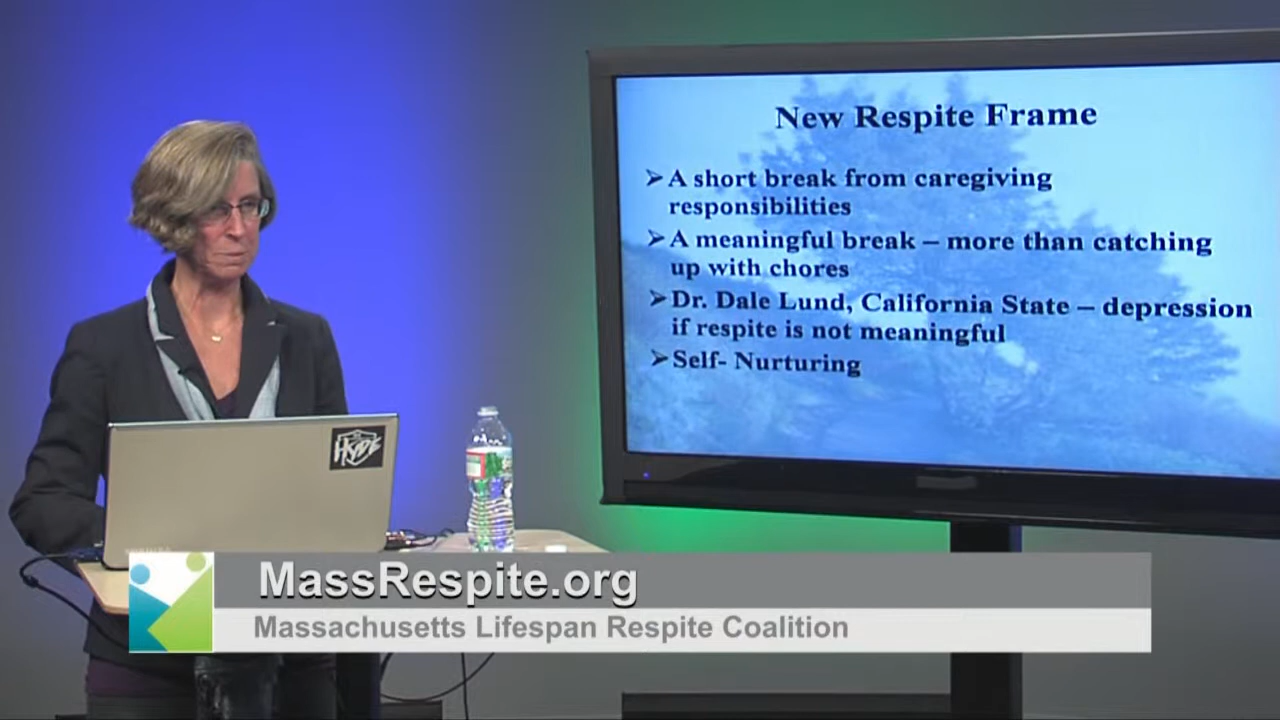 New Respite Frame
➢ A short break from caregiving
responsibilities
➢ A meaningful break – more than catching
up with chores
➢ Dr. Dale Lund, California State – depression
if respite is not meaningful
➢ Self- Nurturing
HYDE
MassRespite.org
Massachusetts Lifespan Respite Coalition